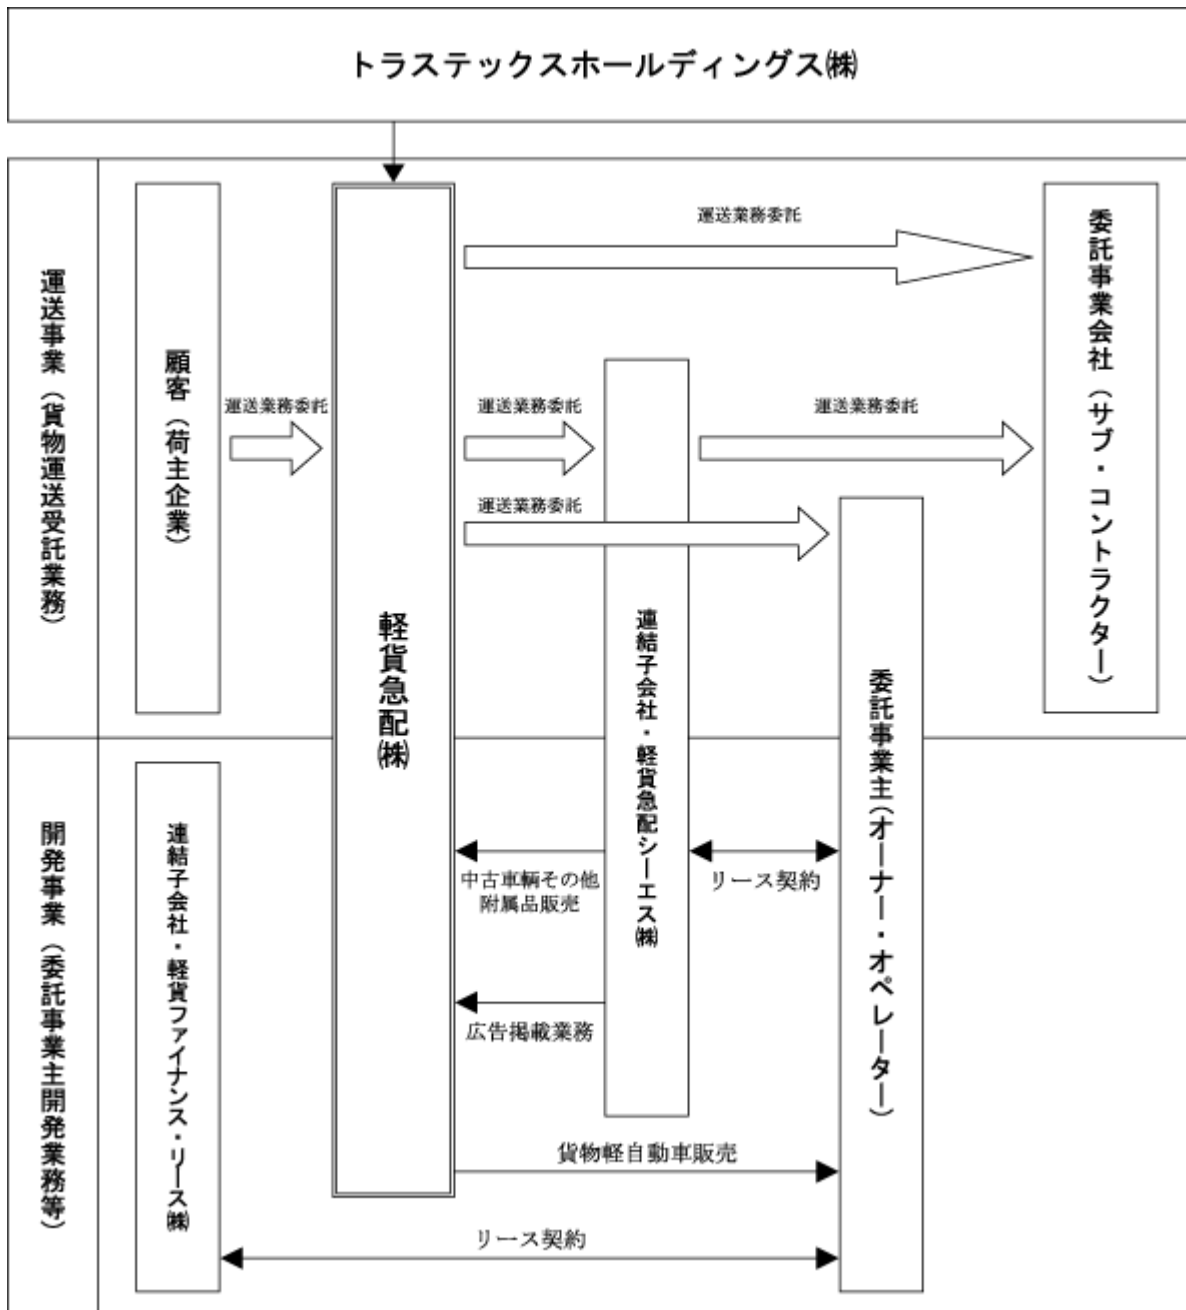 トラステックスホールディングス㈱
運送事業（貨物運送受託業務）
顧客（荷主企業）
運送業務委託
軽貨急配㈱
運送業務委託
運送業務委託
運送業務委託
運送業務委託
連結子会社・軽貨急配シーエス㈱
委託事業主（オーナー・オペレーター）
委託事業会社（サブ・コントラクター）
開発事業（委託事業主開発業務等）
連結子会社・軽貨ファイナンス・リース㈱
中古車輌その他
附属品販売
リース契約
広告掲載業務
貨物軽自動車販売
リース契約